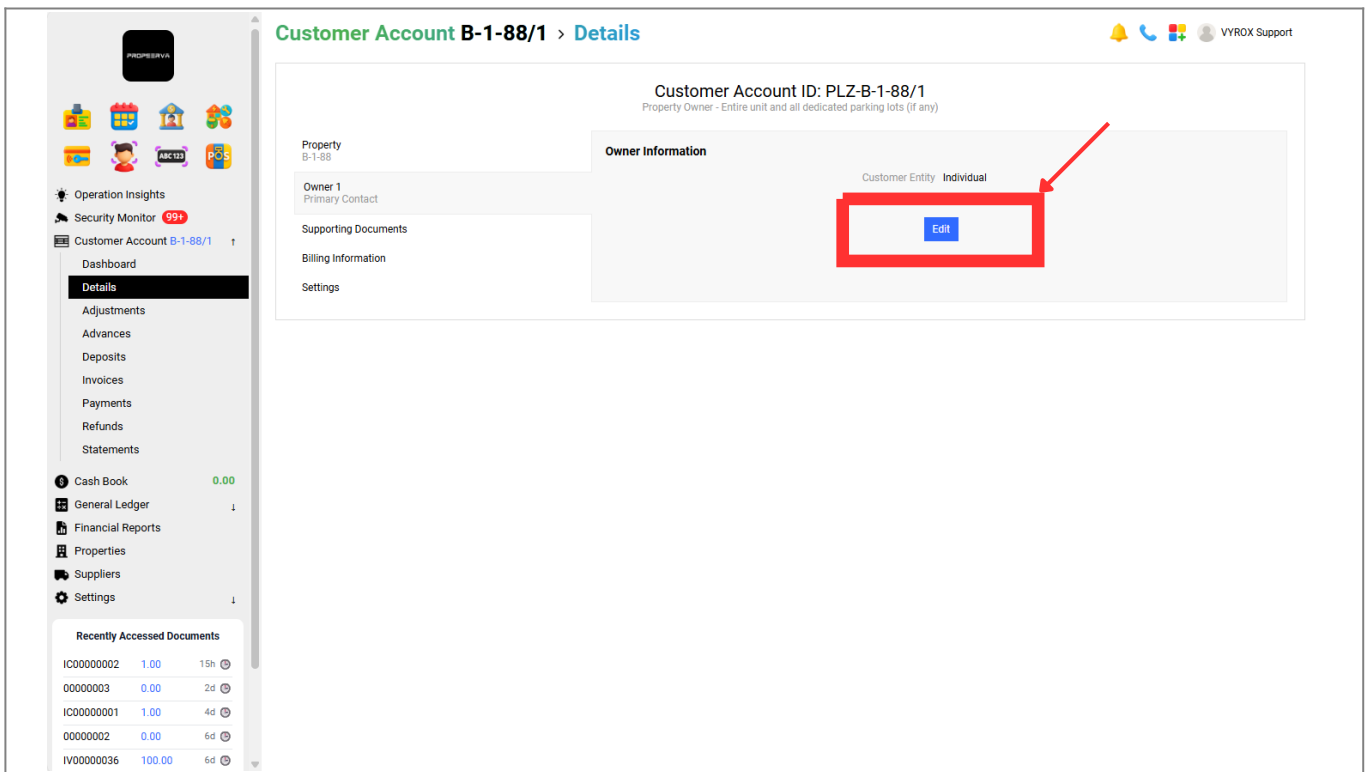 PROPEERVA
ABC 123
POS
Operation Insights
Security Monitor 99+
Customer Account B-1-88/1 ↑
Dashboard
Details
Adjustments
Advances
Deposits
Invoices
Payments
Refunds
Statements
Cash Book 0.00
General Ledger ↓
Financial Reports
Properties
Suppliers
Settings ↓
Recently Accessed Documents
IC00000002 1.00 15h
00000003 0.00 2d
IC00000001 1.00 4d
00000002 0.00 6d
IV00000036 100.00 6d
Customer Account B-1-88/1 › Details
VYROX Support
Customer Account ID: PLZ-B-1-88/1
Property Owner - Entire unit and all dedicated parking lots (if any)
Property
B-1-88
Owner 1
Primary Contact
Supporting Documents
Billing Information
Settings
Owner Information
Customer Entity Individual
Edit